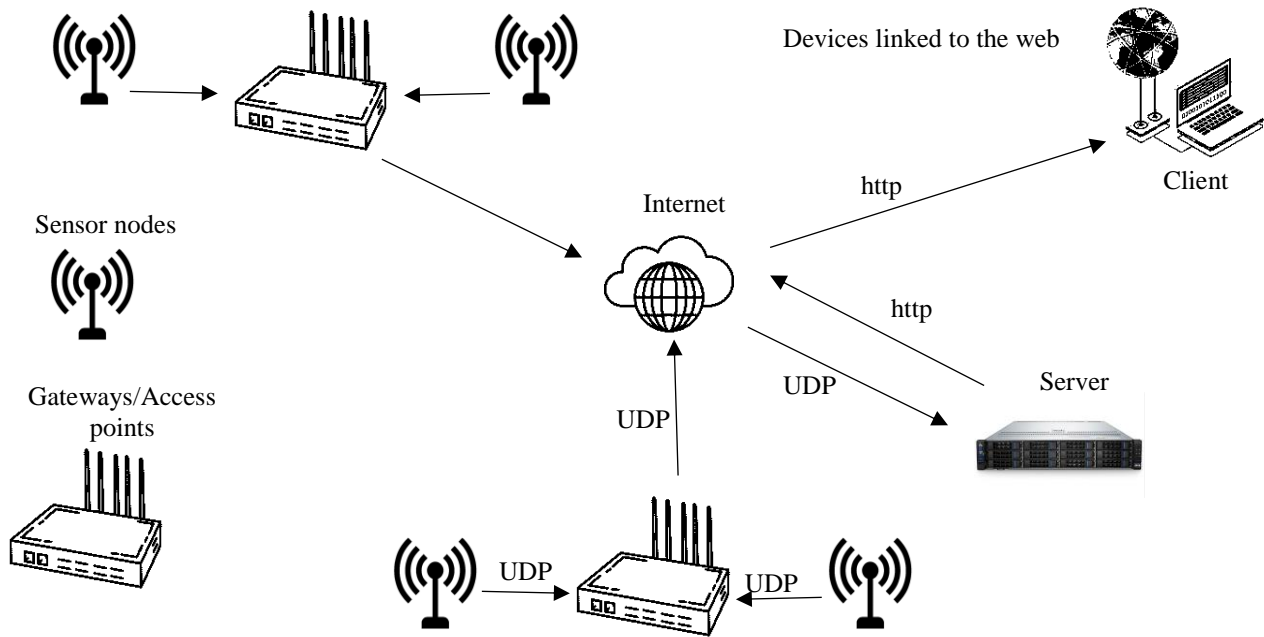 Devices linked to the web
Client
http
Internet
Sensor nodes
http
UDP
Server
Gateways/Access
points
UDP
UDP
UDP